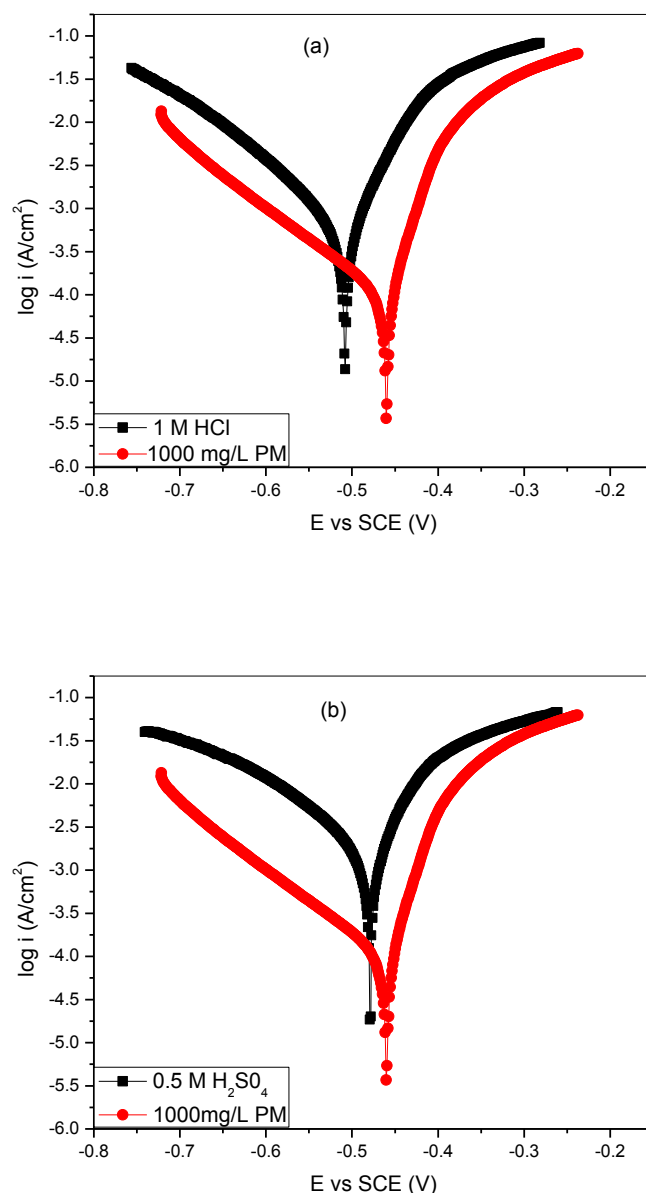 (a)
-1.0
-1.5
-2.0
-2.5
-3.0
-3.5
-4.0
-4.5
-5.0
-5.5
-6.0
log i (A/cm²)
1 M HCl
1000 mg/L PM
-0.8 -0.7 -0.6 -0.5 -0.4 -0.3 -0.2
E vs SCE (V)
(b)
-1.0
-1.5
-2.0
-2.5
-3.0
-3.5
-4.0
-4.5
-5.0
-5.5
-6.0
log i (A/cm²)
0.5 M H₂S0₄
1000mg/L PM
-0.8 -0.7 -0.6 -0.5 -0.4 -0.3 -0.2
E vs SCE (V)